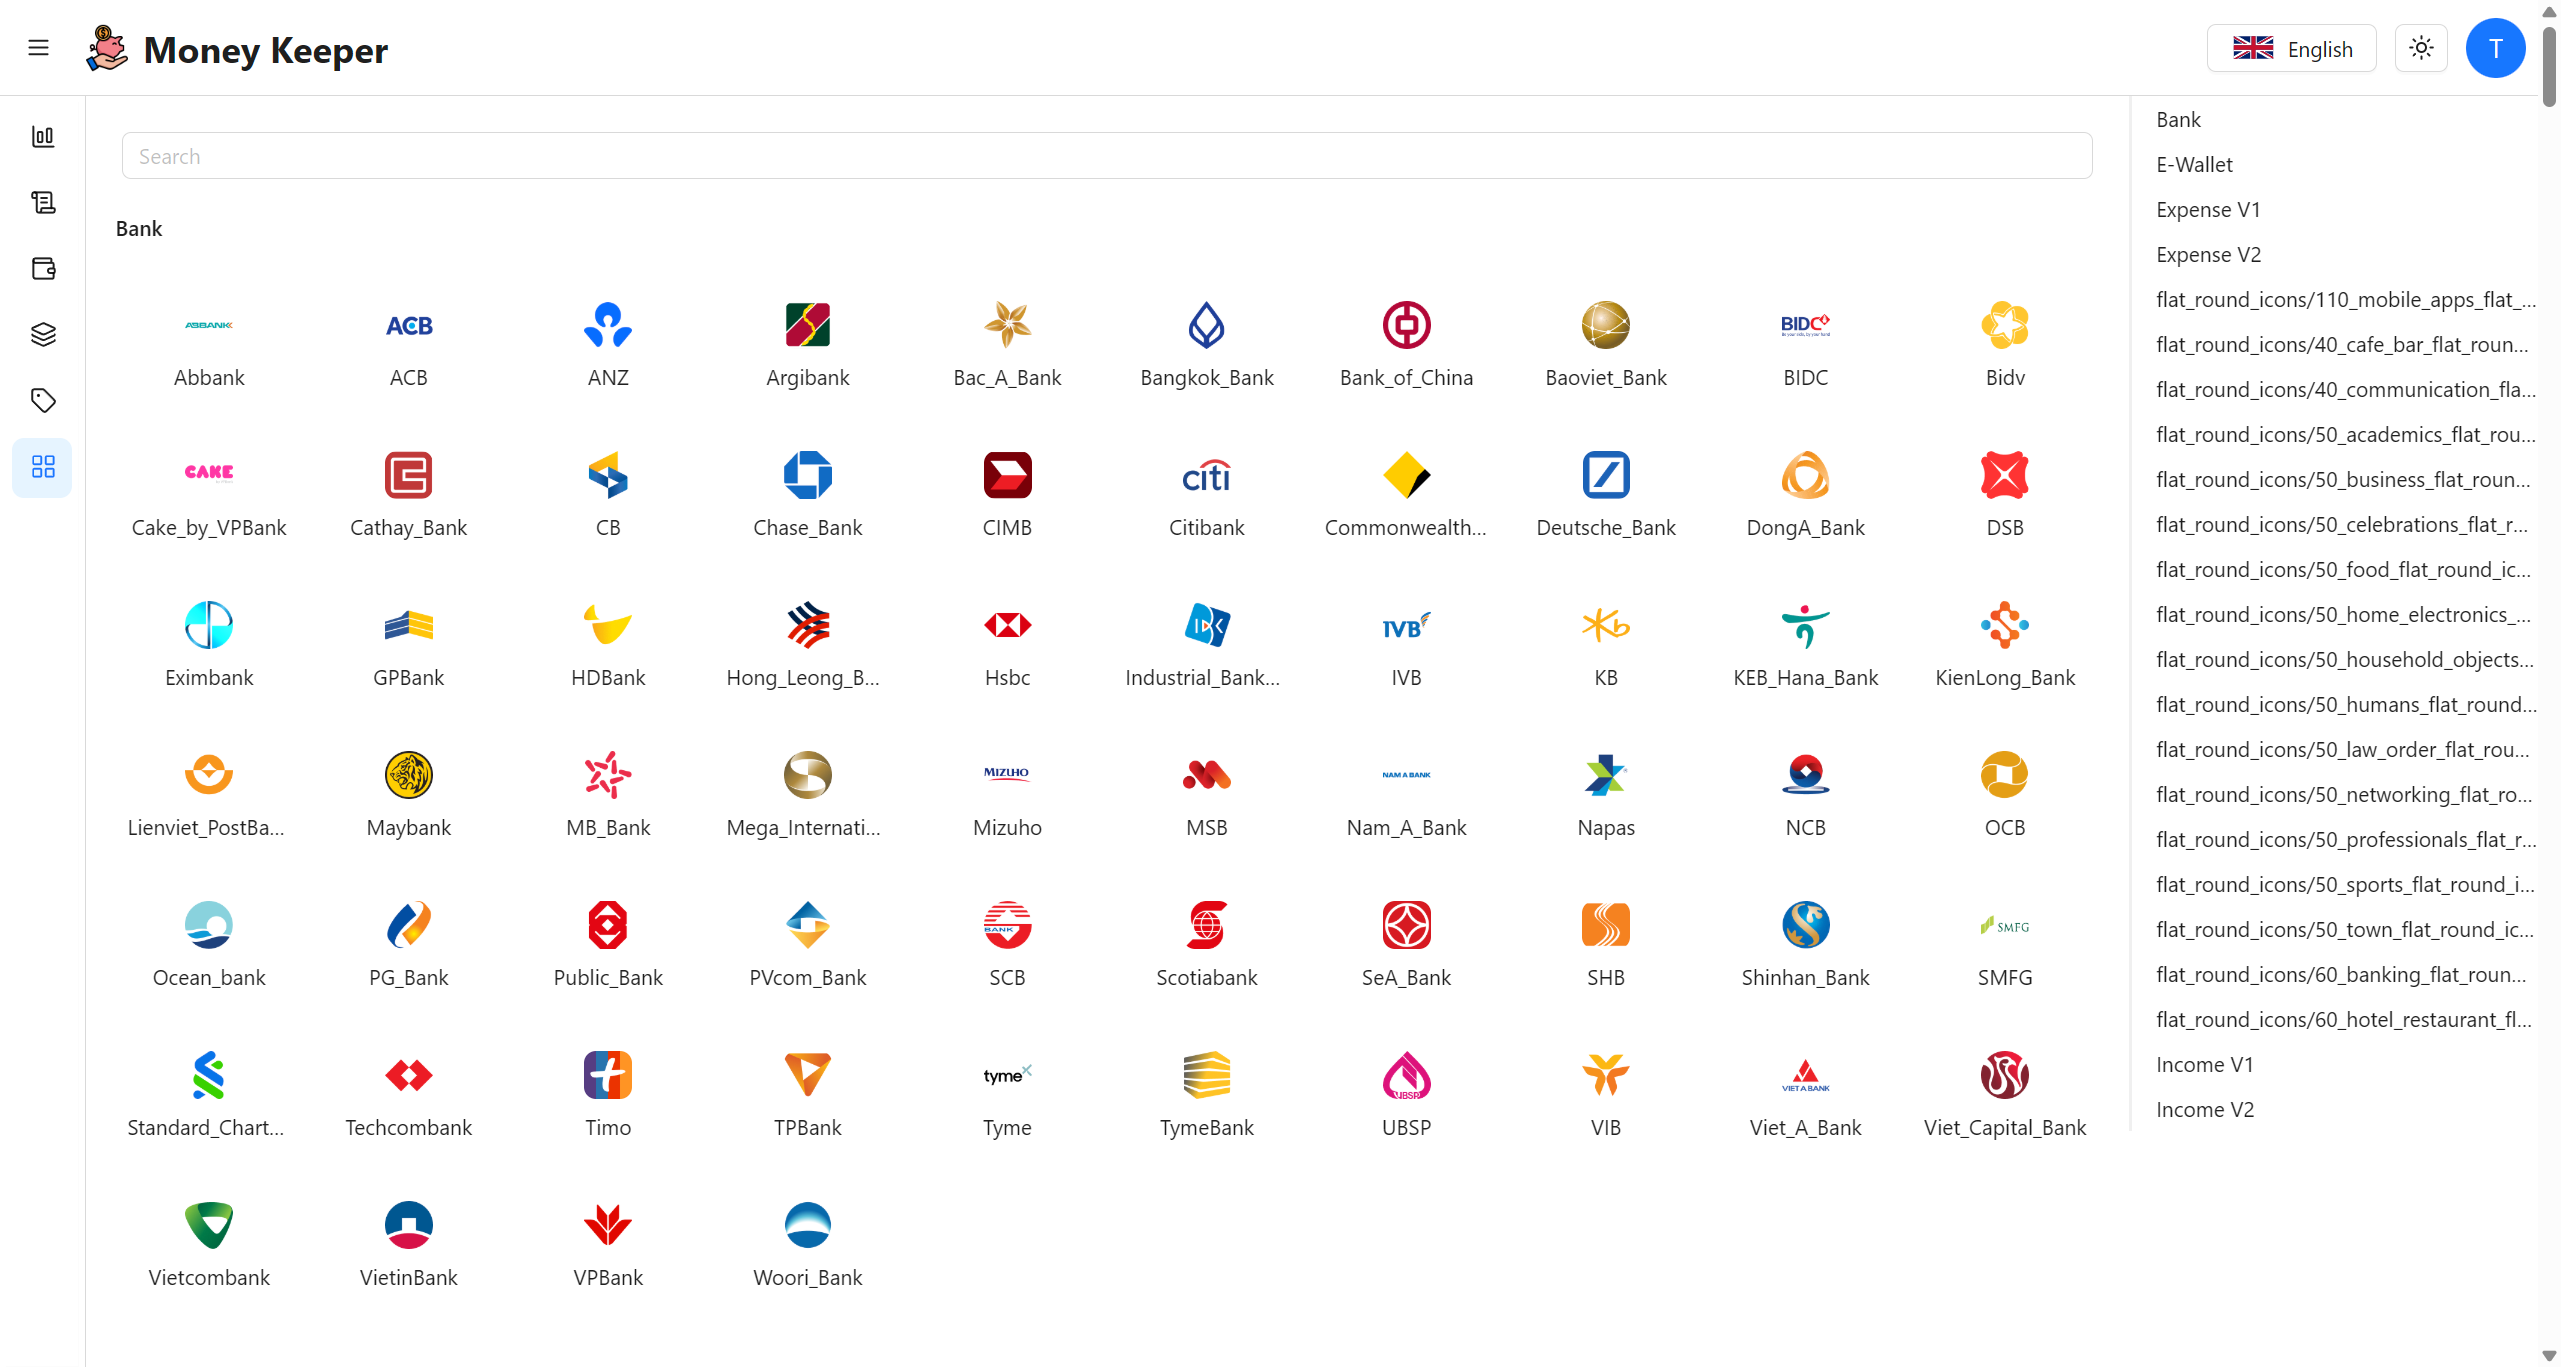 Money Keeper
English
T
Search
Bank
Abbank ACB ANZ Argibank Bac_A_Bank Bangkok_Bank Bank_of_China Baoviet_Bank BIDC Bidv
Cake_by_VPBank Cathay_Bank CB Chase_Bank CIMB Citibank Commonwealth... Deutsche_Bank DongA_Bank DSB
Eximbank GPBank HDBank Hong_Leong_B... Hsbc Industrial_Bank... IVB KB KEB_Hana_Bank KienLong_Bank
Lienviet_PostBa... Maybank MB_Bank Mega_Internati... Mizuho MSB Nam_A_Bank Napas NCB OCB
Ocean_bank PG_Bank Public_Bank PVcom_Bank SCB Scotiabank SeA_Bank SHB Shinhan_Bank SMFG
Standard_Chart... Techcombank Timo TPBank Tyme TymeBank UBSP VIB Viet_A_Bank Viet_Capital_Bank
Vietcombank VietinBank VPBank Woori_Bank
Bank
E-Wallet
Expense V1
Expense V2
flat_round_icons/110_mobile_apps_flat_...
flat_round_icons/40_cafe_bar_flat_roun...
flat_round_icons/40_communication_fla...
flat_round_icons/50_academics_flat_rou...
flat_round_icons/50_business_flat_roun...
flat_round_icons/50_celebrations_flat_r...
flat_round_icons/50_food_flat_round_ic...
flat_round_icons/50_home_electronics_...
flat_round_icons/50_household_objects...
flat_round_icons/50_humans_flat_round...
flat_round_icons/50_law_order_flat_rou...
flat_round_icons/50_networking_flat_ro...
flat_round_icons/50_professionals_flat_r...
flat_round_icons/50_sports_flat_round_i...
flat_round_icons/50_town_flat_round_ic...
flat_round_icons/60_banking_flat_roun...
flat_round_icons/60_hotel_restaurant_fl...
Income V1
Income V2